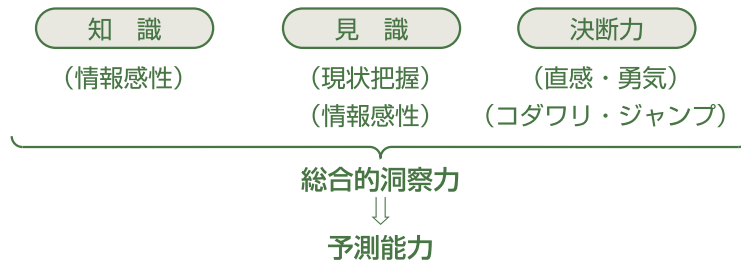 知　識　見　識　決断力
（情報感性）　（現状把握）　（直感・勇気）
（情報感性）　（コダワリ・ジャンプ）
総合的洞察力
予測能力